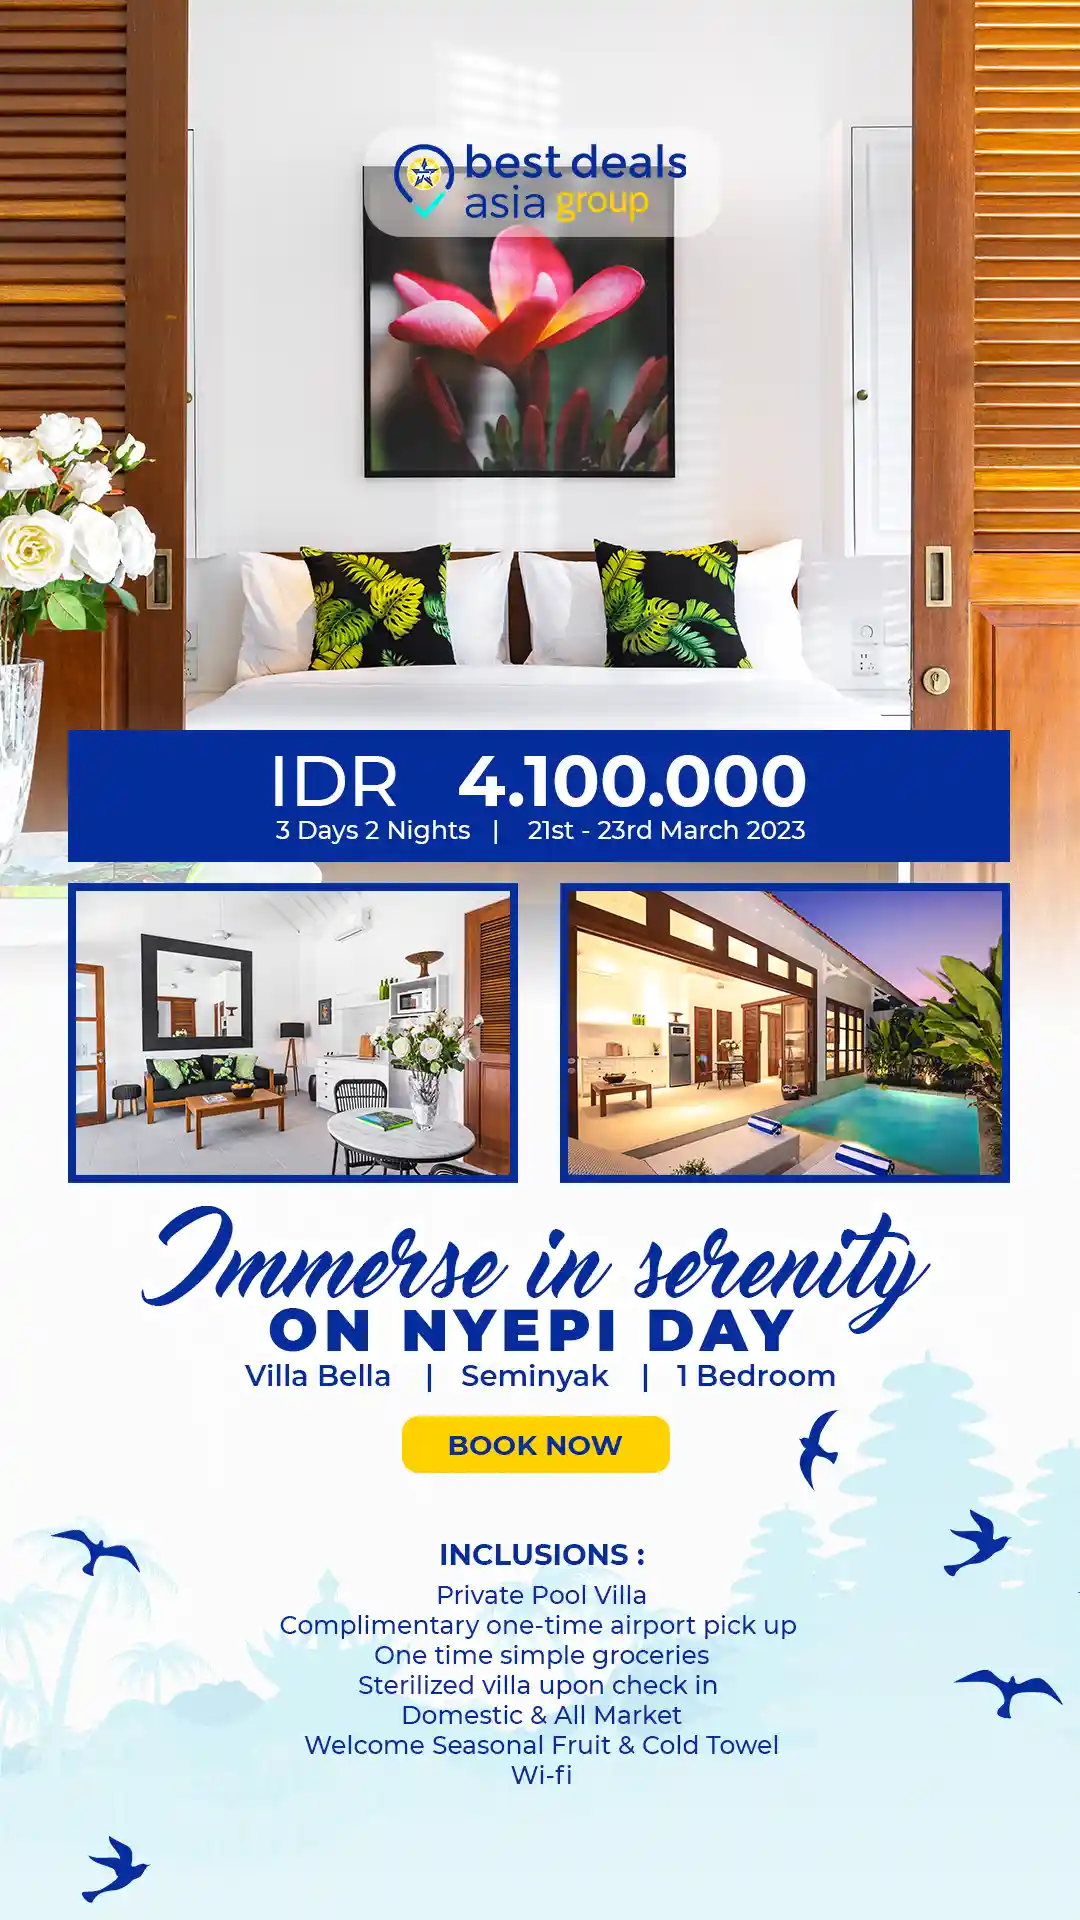 best deals
asia group
IDR 4.100.000
3 Days 2 Nights | 21st - 23rd March 2023
Immerse in serenity
ON NYEPI DAY
Villa Bella | Seminyak | 1 Bedroom
BOOK NOW
INCLUSIONS :
Private Pool Villa
Complimentary one-time airport pick up
One time simple groceries
Sterilized villa upon check in
Domestic & All Market
Welcome Seasonal Fruit & Cold Towel
Wi-fi